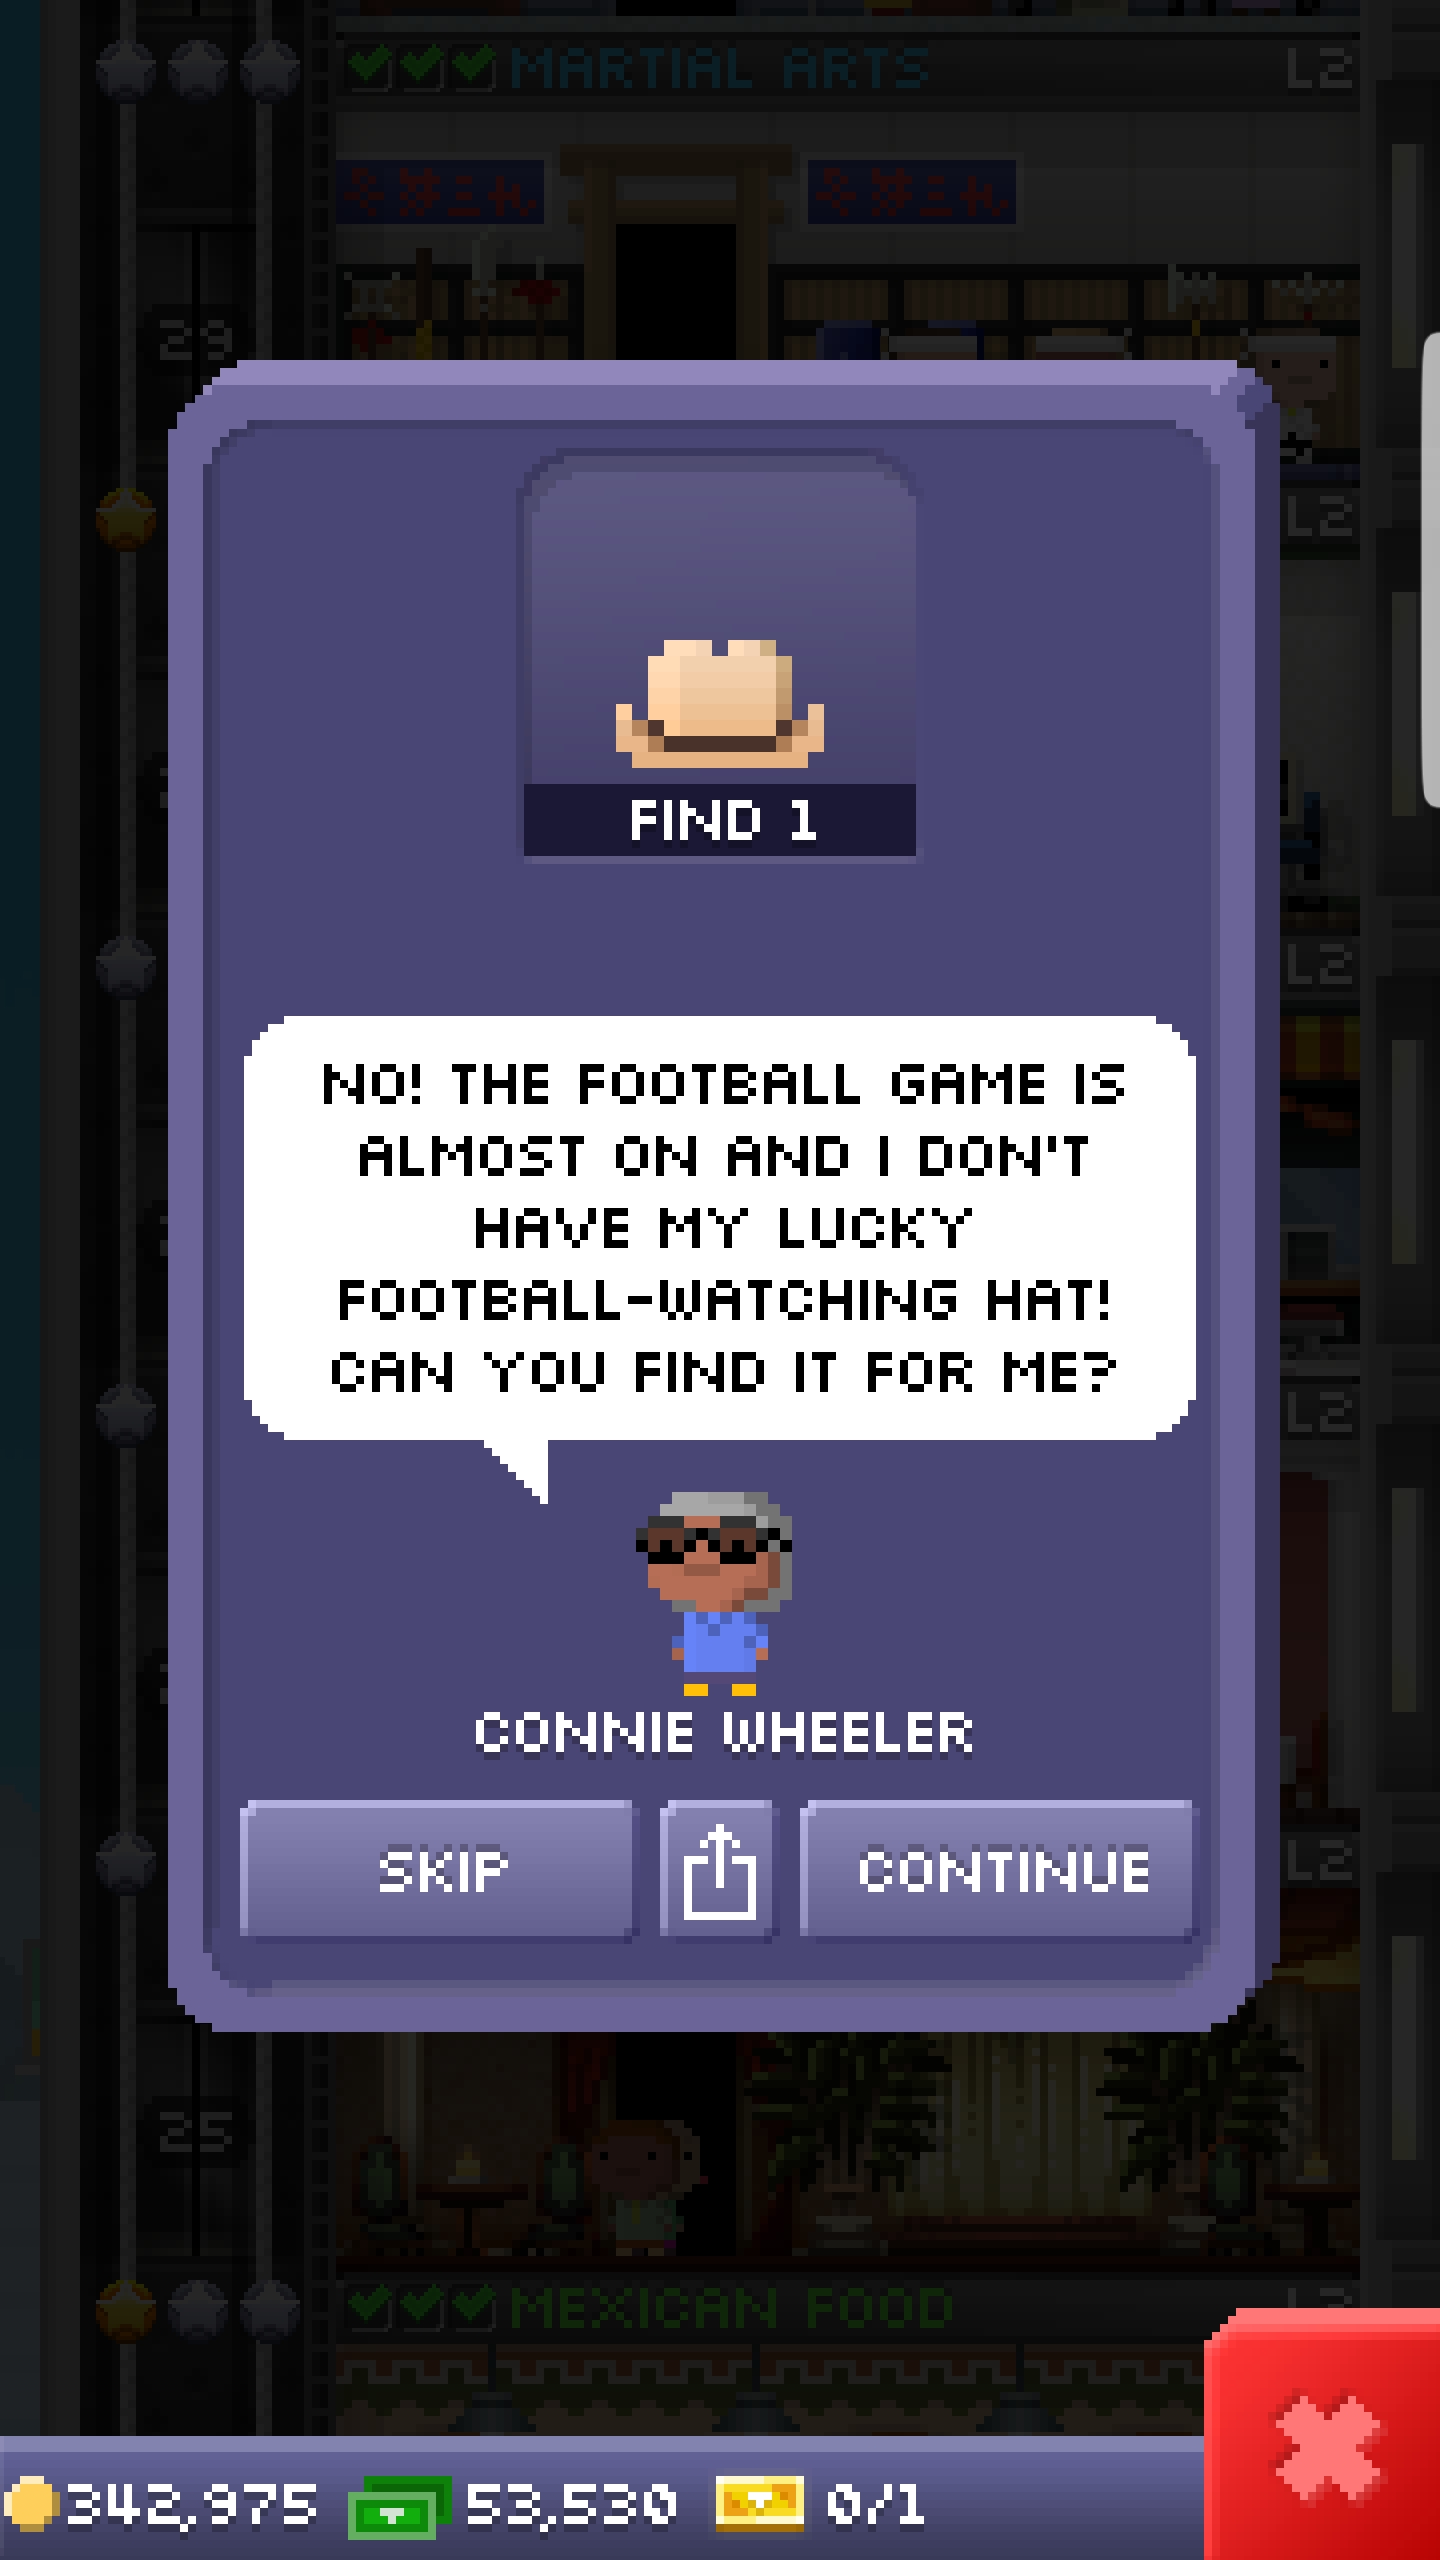 MARTIAL ARTS L2
29
L2
FIND 1
L2
NO! THE FOOTBALL GAME IS
ALMOST ON AND I DON'T
HAVE MY LUCKY
FOOTBALL-WATCHING HAT!
CAN YOU FIND IT FOR ME?
L2
CONNIE WHEELER
SKIP
CONTINUE
L2
25
MEXICAN FOOD
342,975 53,530 0/1